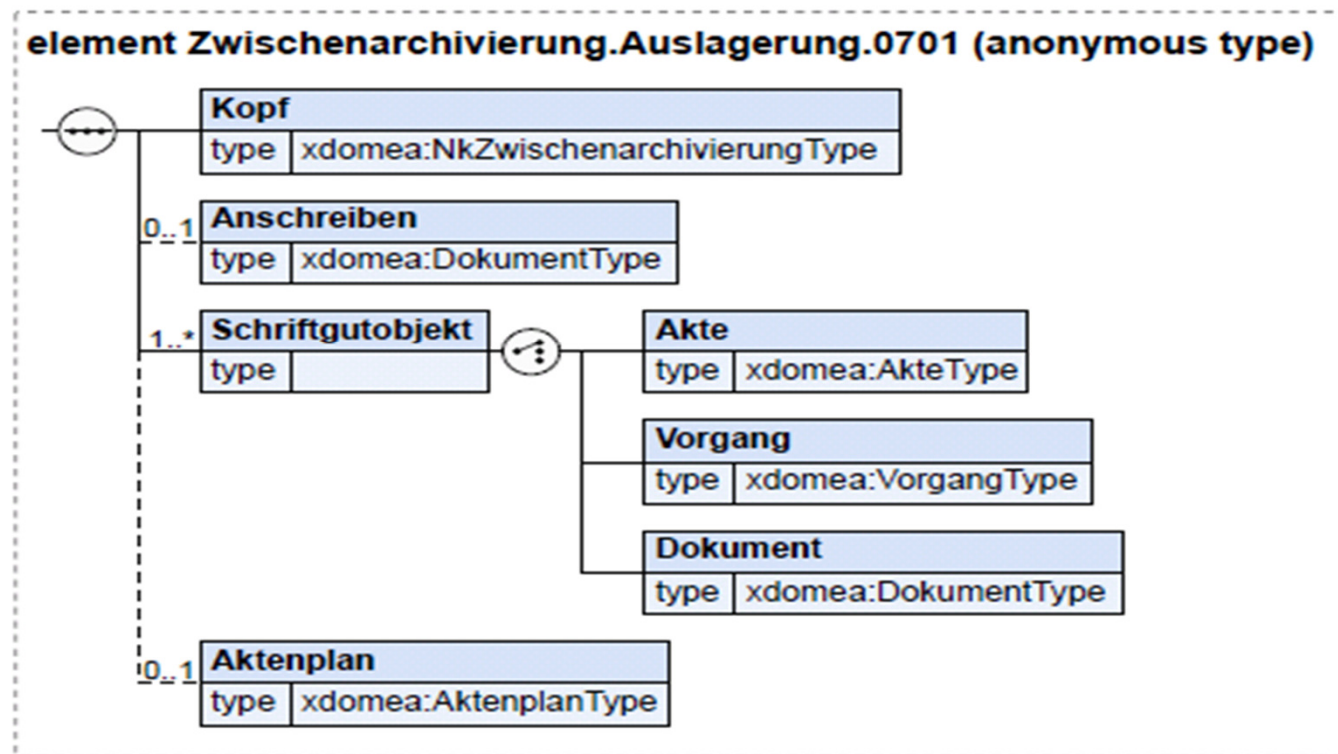 element Zwischenarchivierung.Auslagerung.0701 (anonymous type)
Kopf
type xdomea:NkZwischenarchivierungType
0..1 Anschreiben
type xdomea:DokumentType
1..* Schriftgutobjekt
type
Akte
type xdomea:AkteType
Vorgang
type xdomea:VorgangType
Dokument
type xdomea:DokumentType
0..1 Aktenplan
type xdomea:AktenplanType